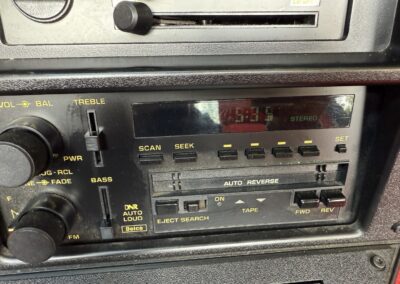 VOL BAL TREBLE
STEREO
SCAN SEEK SET
PWR
RCL
FADE BASS AUTO REVERSE
DNR
AUTO
LOUD
Delco
ON
EJECT SEARCH TAPE FWD REV
FM